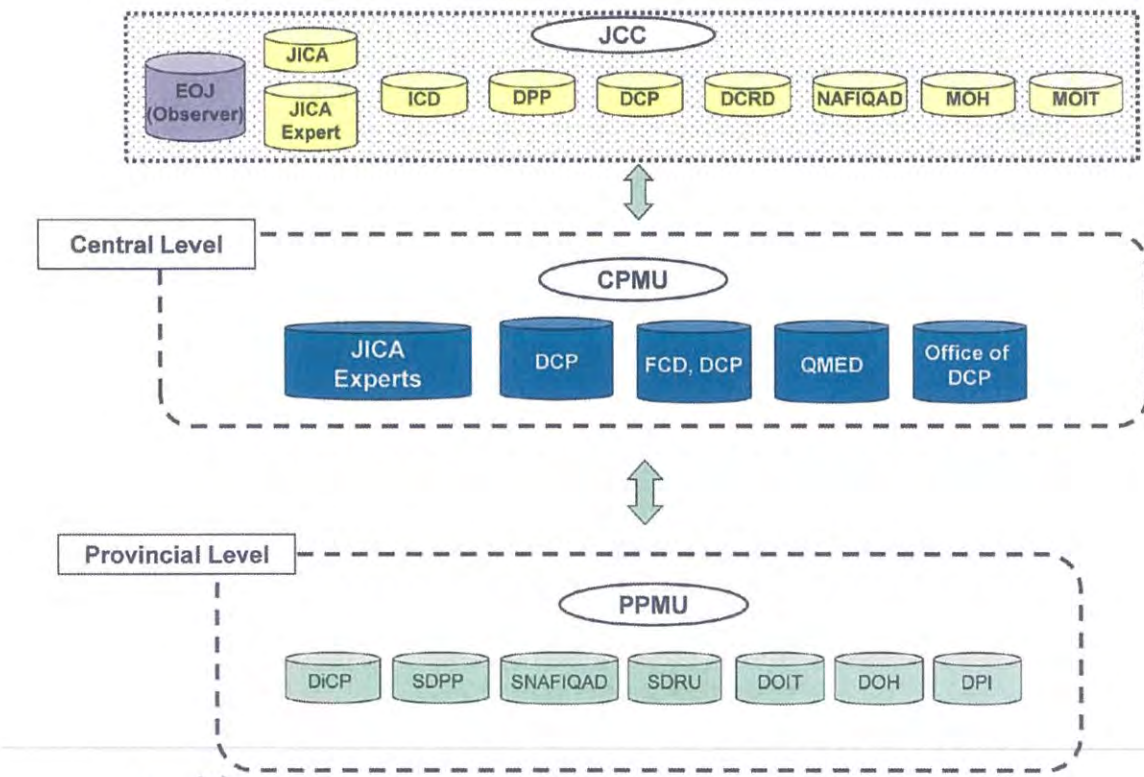 JCC
EOJ
(Observer)
JICA
JICA
Expert
ICD
DPP
DCP
DCRD
NAFIQAD
MOH
MOIT
Central Level
CPMU
JICA
Experts
DCP
FCD, DCP
QMED
Office of
DCP
Provincial Level
PPMU
DiCP
SDPP
SNAFIQAD
SDRU
DOIT
DOH
DPI